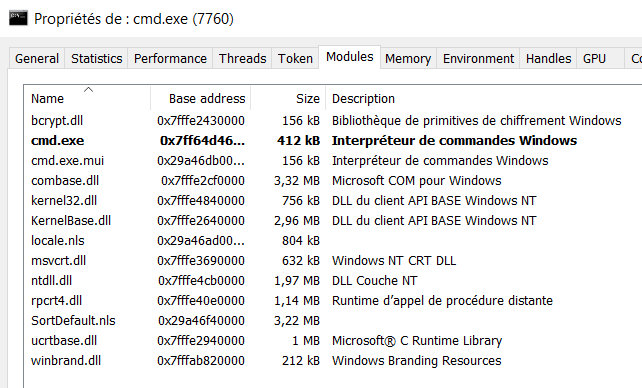 Propriétés de : cmd.exe (7760)
General Statistics Performance Threads Token Modules Memory Environment Handles GPU Co
Name Base address Size Description
bcrypt.dll 0x7fffe2430000 156 kB Bibliothèque de primitives de chiffrement Windows
cmd.exe 0x7ff64d46... 412 kB Interpréteur de commandes Windows
cmd.exe.mui 0x29a46db00... 156 kB Interpréteur de commandes Windows
combase.dll 0x7fffe2cf0000 3,32 MB Microsoft COM pour Windows
kernel32.dll 0x7fffe4840000 756 kB DLL du client API BASE Windows NT
KernelBase.dll 0x7fffe2640000 2,96 MB DLL du client API BASE Windows NT
locale.nls 0x29a46ad00... 804 kB
msvcrt.dll 0x7fffe3690000 632 kB Windows NT CRT DLL
ntdll.dll 0x7fffe4cb0000 1,97 MB DLL Couche NT
rpcrt4.dll 0x7fffe40e0000 1,14 MB Runtime d’appel de procédure distante
SortDefault.nls 0x29a46f40000 3,22 MB
ucrtbase.dll 0x7fffe2940000 1 MB Microsoft® C Runtime Library
winbrand.dll 0x7fffab820000 212 kB Windows Branding Resources